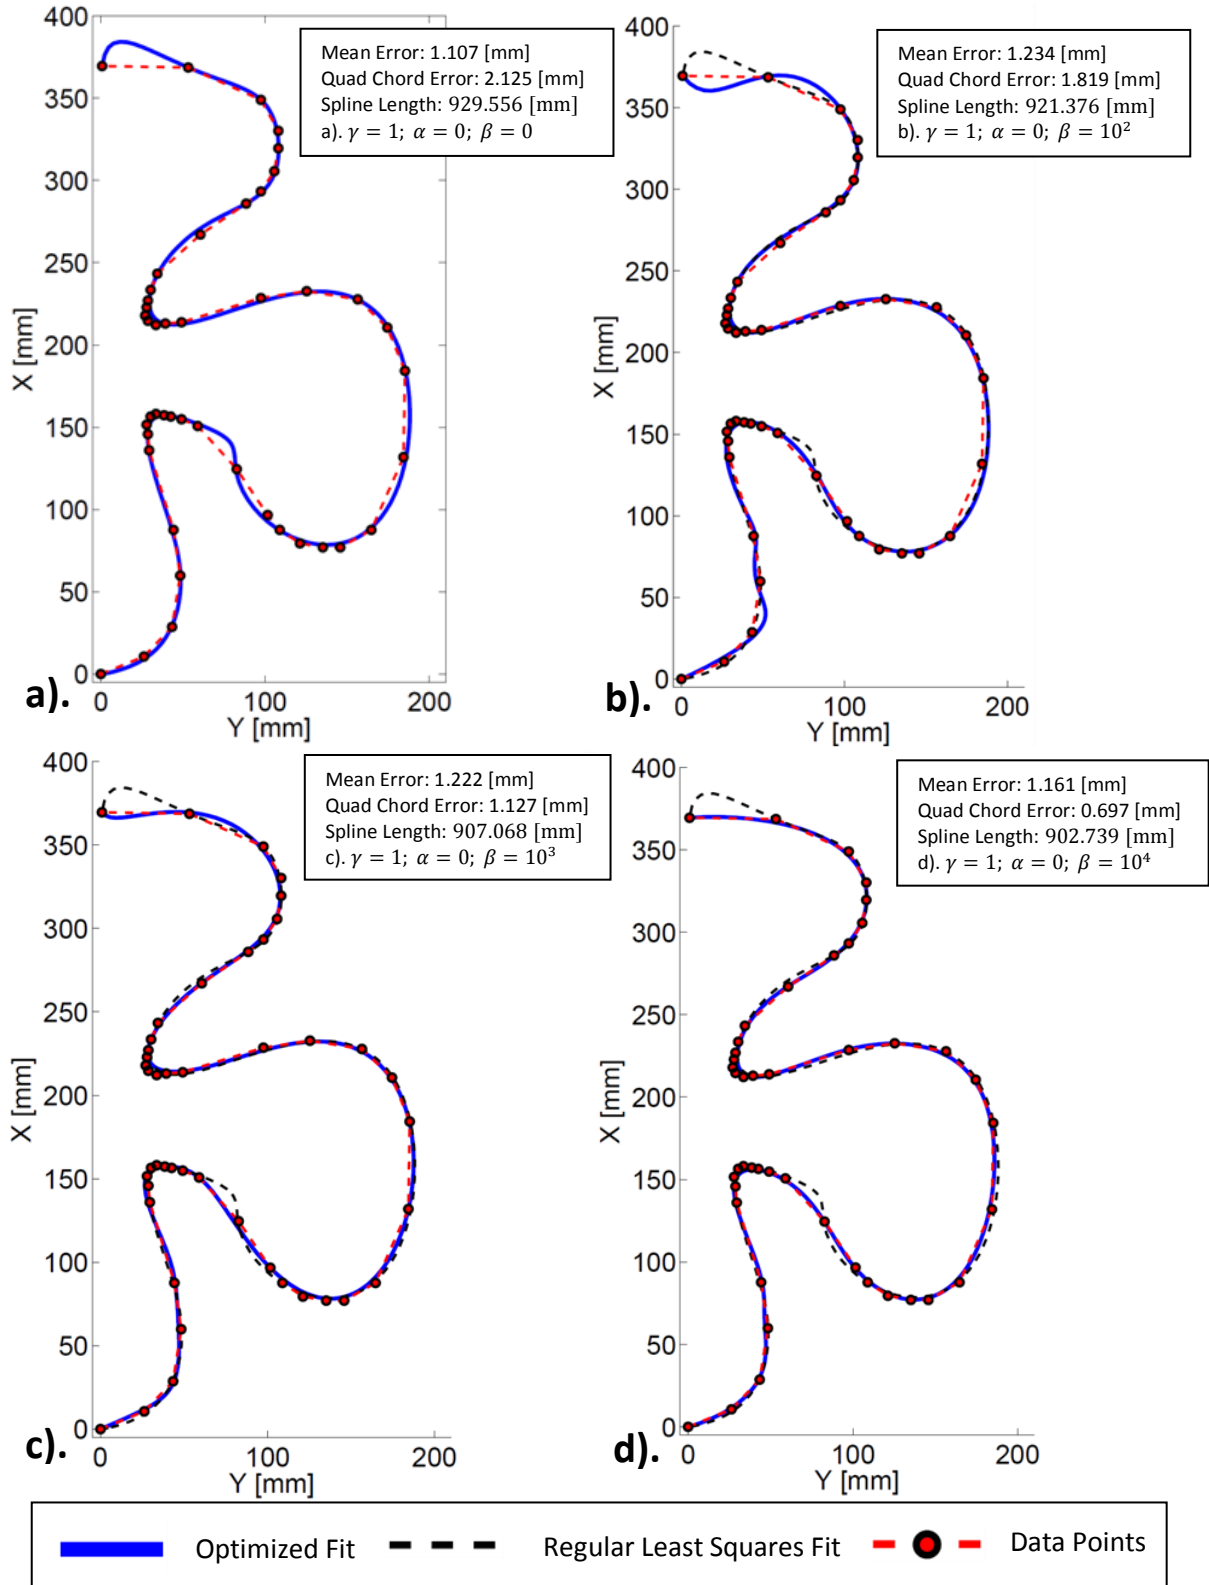 400
350
300
250
200
150
100
50
0
X [mm]
0
100
200
Y [mm]
a).
Mean Error: 1.107 [mm]
Quad Chord Error: 2.125 [mm]
Spline Length: 929.556 [mm]
a). γ = 1; α = 0; β = 0
400
350
300
250
200
150
100
50
0
X [mm]
0
100
200
Y [mm]
b).
Mean Error: 1.234 [mm]
Quad Chord Error: 1.819 [mm]
Spline Length: 921.376 [mm]
b). γ = 1; α = 0; β = 10²
400
350
300
250
200
150
100
50
0
X [mm]
0
100
200
Y [mm]
c).
Mean Error: 1.222 [mm]
Quad Chord Error: 1.127 [mm]
Spline Length: 907.068 [mm]
c). γ = 1; α = 0; β = 10³
400
350
300
250
200
150
100
50
0
X [mm]
0
100
200
Y [mm]
d).
Mean Error: 1.161 [mm]
Quad Chord Error: 0.697 [mm]
Spline Length: 902.739 [mm]
d). γ = 1; α = 0; β = 10⁴
Optimized Fit
Regular Least Squares Fit
Data Points